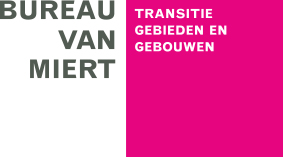 BUREAU
VAN
MIERT
TRANSITIE
GEBIEDEN EN
GEBOUWEN